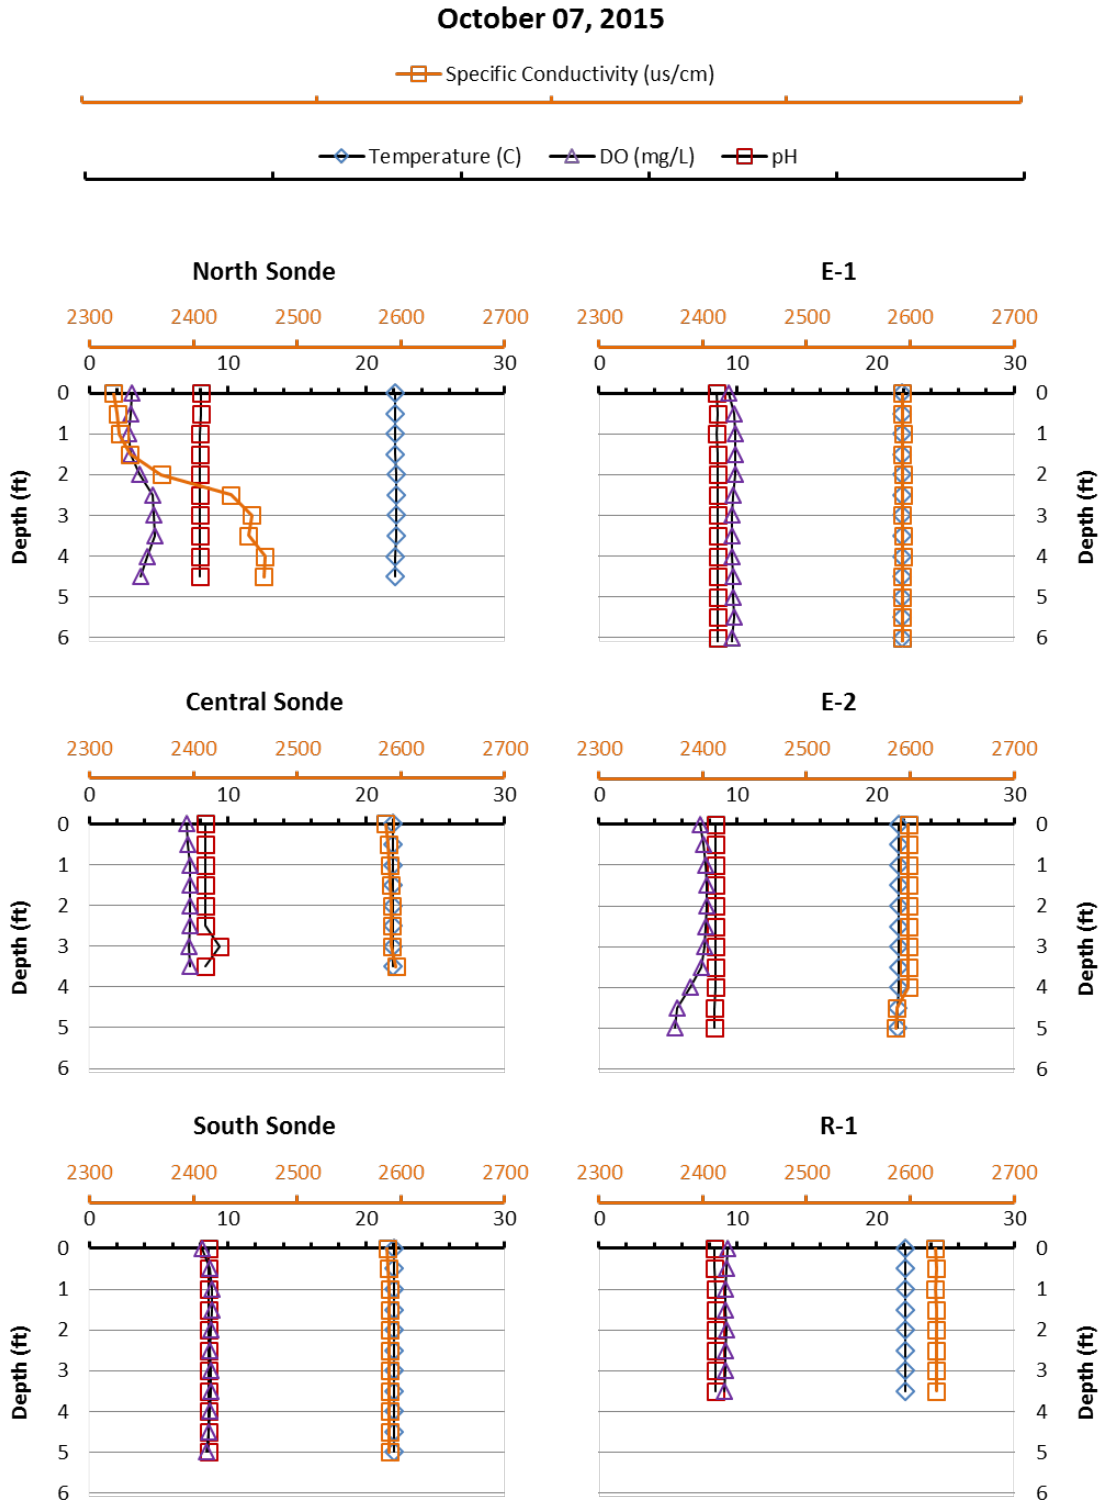 October 07, 2015
Specific Conductivity (us/cm)
Temperature (C) DO (mg/L) pH
North Sonde E-1
2300 2400 2500 2600 2700 2300 2400 2500 2600 2700
0 10 20 30 0 10 20 30
0 0
1 1
2 2
3 3
4 4
5 5
6 6
Depth (ft) Depth (ft)
Central Sonde E-2
2300 2400 2500 2600 2700 2300 2400 2500 2600 2700
0 10 20 30 0 10 20 30
0 0
1 1
2 2
3 3
4 4
5 5
6 6
Depth (ft) Depth (ft)
South Sonde R-1
2300 2400 2500 2600 2700 2300 2400 2500 2600 2700
0 10 20 30 0 10 20 30
0 0
1 1
2 2
3 3
4 4
5 5
6 6
Depth (ft) Depth (ft)